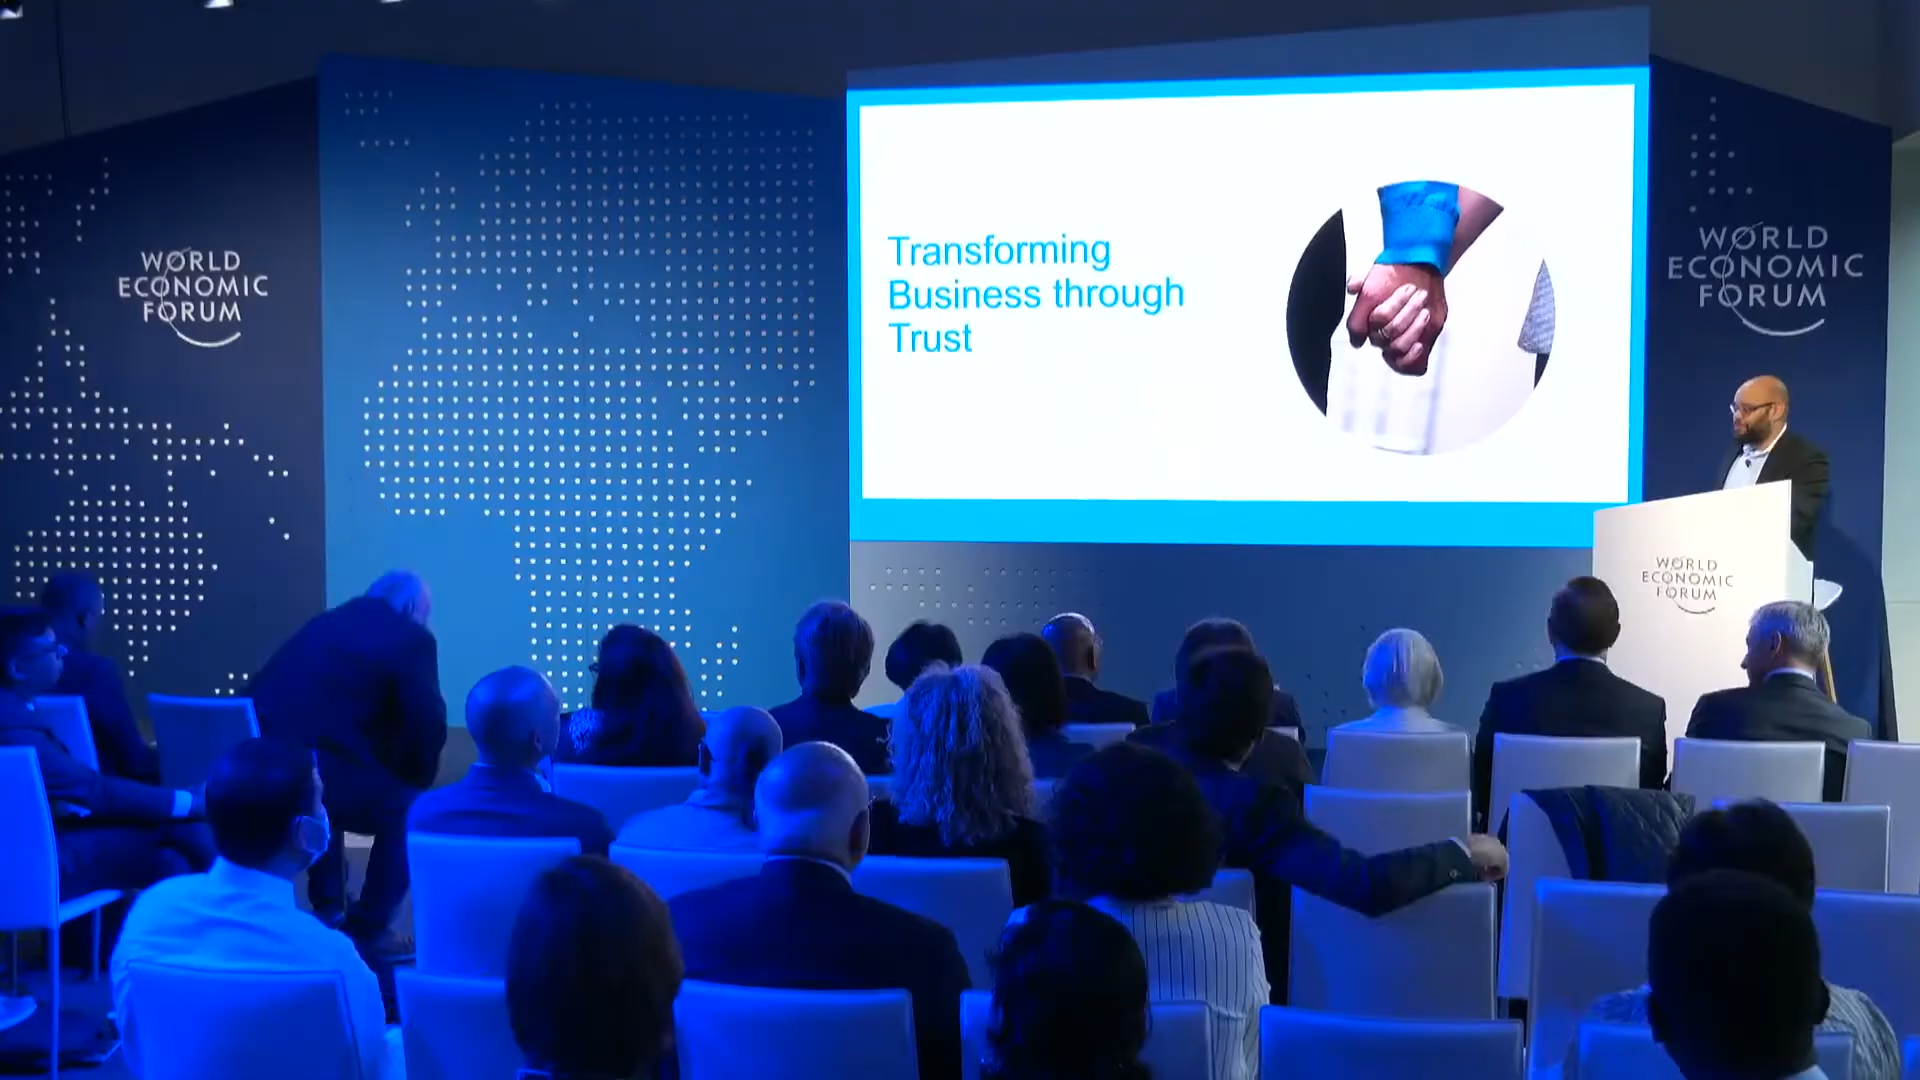 WORLD
ECONOMIC
FORUM
Transforming
Business through
Trust
WORLD
ECONOMIC
FORUM
WORLD
ECONOMIC
FORUM